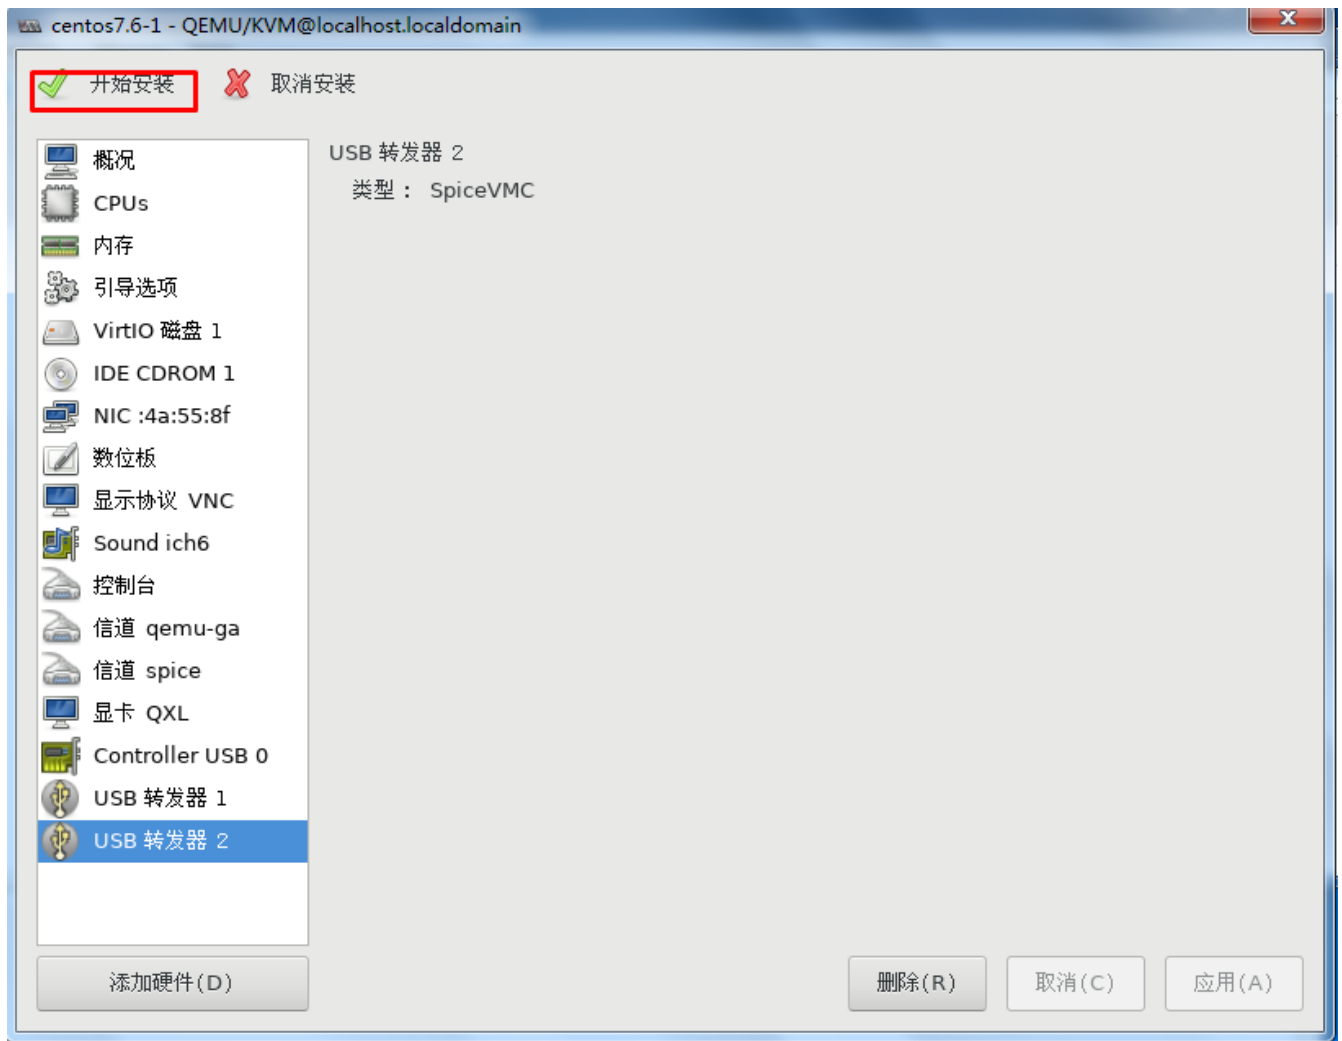 centos7.6-1 - QEMU/KVM@localhost.localdomain
开始安装 取消安装
概况
CPUs
内存
引导选项
VirtIO 磁盘 1
IDE CDROM 1
NIC :4a:55:8f
数位板
显示协议 VNC
Sound ich6
控制台
信道 qemu-ga
信道 spice
显卡 QXL
Controller USB 0
USB 转发器 1
USB 转发器 2
USB 转发器 2
类型： SpiceVMC
添加硬件(D)
删除(R) 取消(C) 应用(A)